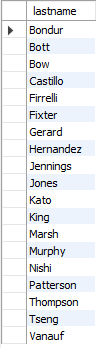 lastname
Bondur
Bott
Bow
Castillo
Firrelli
Fixter
Gerard
Hernandez
Jennings
Jones
Kato
King
Marsh
Murphy
Nishi
Patterson
Thompson
Tseng
Vanauf